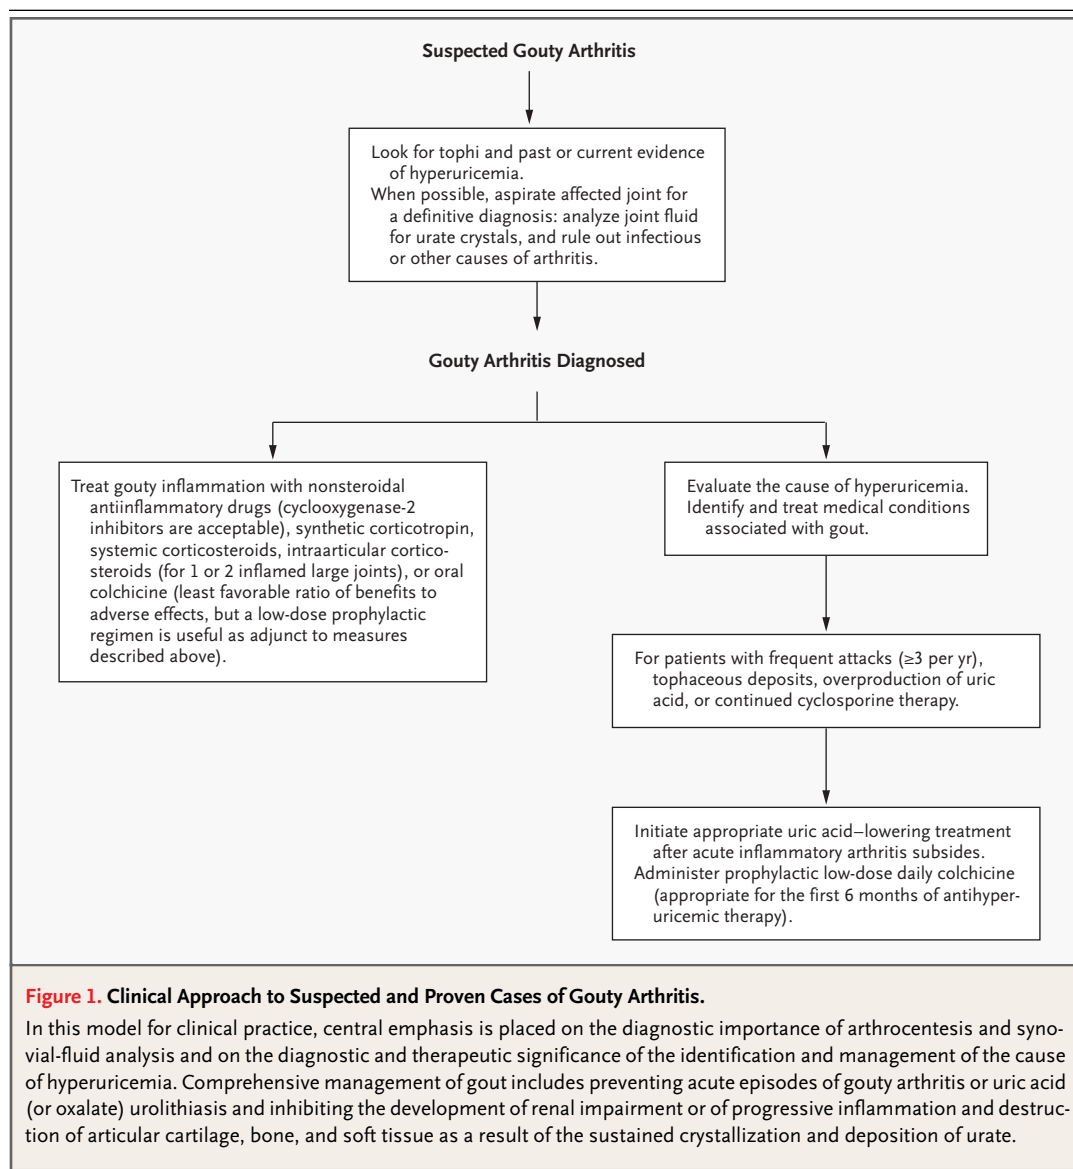 Suspected Gouty Arthritis
Look for tophi and past or current evidence
of hyperuricemia.
When possible, aspirate affected joint for
a definitive diagnosis: analyze joint fluid
for urate crystals, and rule out infectious
or other causes of arthritis.
Gouty Arthritis Diagnosed
Treat gouty inflammation with nonsteroidal
antiinflammatory drugs (cyclooxygenase-2
inhibitors are acceptable), synthetic corticotropin,
systemic corticosteroids, intraarticular cortico-
steroids (for 1 or 2 inflamed large joints), or oral
colchicine (least favorable ratio of benefits to
adverse effects, but a low-dose prophylactic
regimen is useful as adjunct to measures
described above).
Evaluate the cause of hyperuricemia.
Identify and treat medical conditions
associated with gout.
For patients with frequent attacks (≥3 per yr),
tophaceous deposits, overproduction of uric
acid, or continued cyclosporine therapy.
Initiate appropriate uric acid–lowering treatment
after acute inflammatory arthritis subsides.
Administer prophylactic low-dose daily colchicine
(appropriate for the first 6 months of antihyper-
uricemic therapy).
Figure 1. Clinical Approach to Suspected and Proven Cases of Gouty Arthritis.
In this model for clinical practice, central emphasis is placed on the diagnostic importance of arthrocentesis and syno-
vial-fluid analysis and on the diagnostic and therapeutic significance of the identification and management of the cause
of hyperuricemia. Comprehensive management of gout includes preventing acute episodes of gouty arthritis or uric acid
(or oxalate) urolithiasis and inhibiting the development of renal impairment or of progressive inflammation and destruc-
tion of articular cartilage, bone, and soft tissue as a result of the sustained crystallization and deposition of urate.